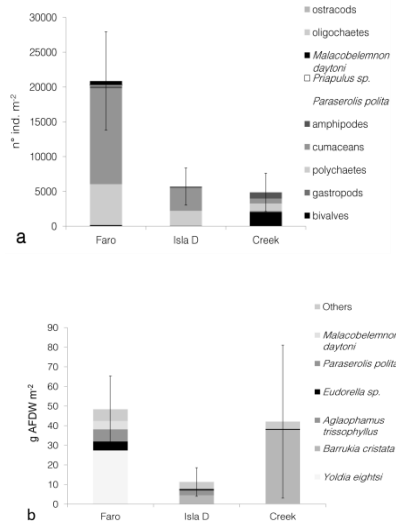 ostracods
oligochaetes
Malacobelemnon
daytoni
Priapulus sp.
Paraserolis polita
amphipodes
cumaceans
polychaetes
gastropods
bivalves
30000
25000
20000
15000
10000
5000
0
n° ind. m-2
Faro Isla D Creek
a
Others
Malacobelemnon
daytoni
Paraserolis polita
Eudorella sp.
Aglaophamus
trissophyllus
Barrukia cristata
Yoldia eightsi
90
80
70
60
50
40
30
20
10
0
g AFDW m-2
Faro Isla D Creek
b